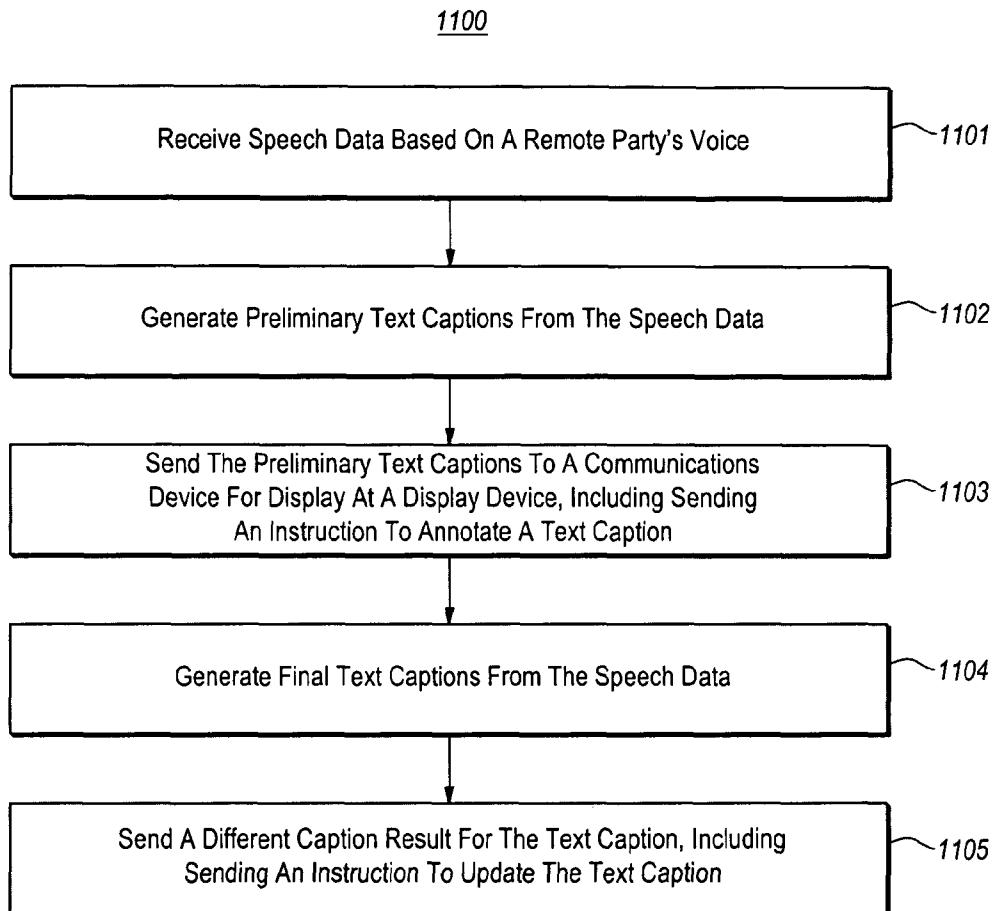 1100
Receive Speech Data Based On A Remote Party's Voice
1101
Generate Preliminary Text Captions From The Speech Data
1102
Send The Preliminary Text Captions To A Communications
Device For Display At A Display Device, Including Sending
An Instruction To Annotate A Text Caption
1103
Generate Final Text Captions From The Speech Data
1104
Send A Different Caption Result For The Text Caption, Including
Sending An Instruction To Update The Text Caption
1105